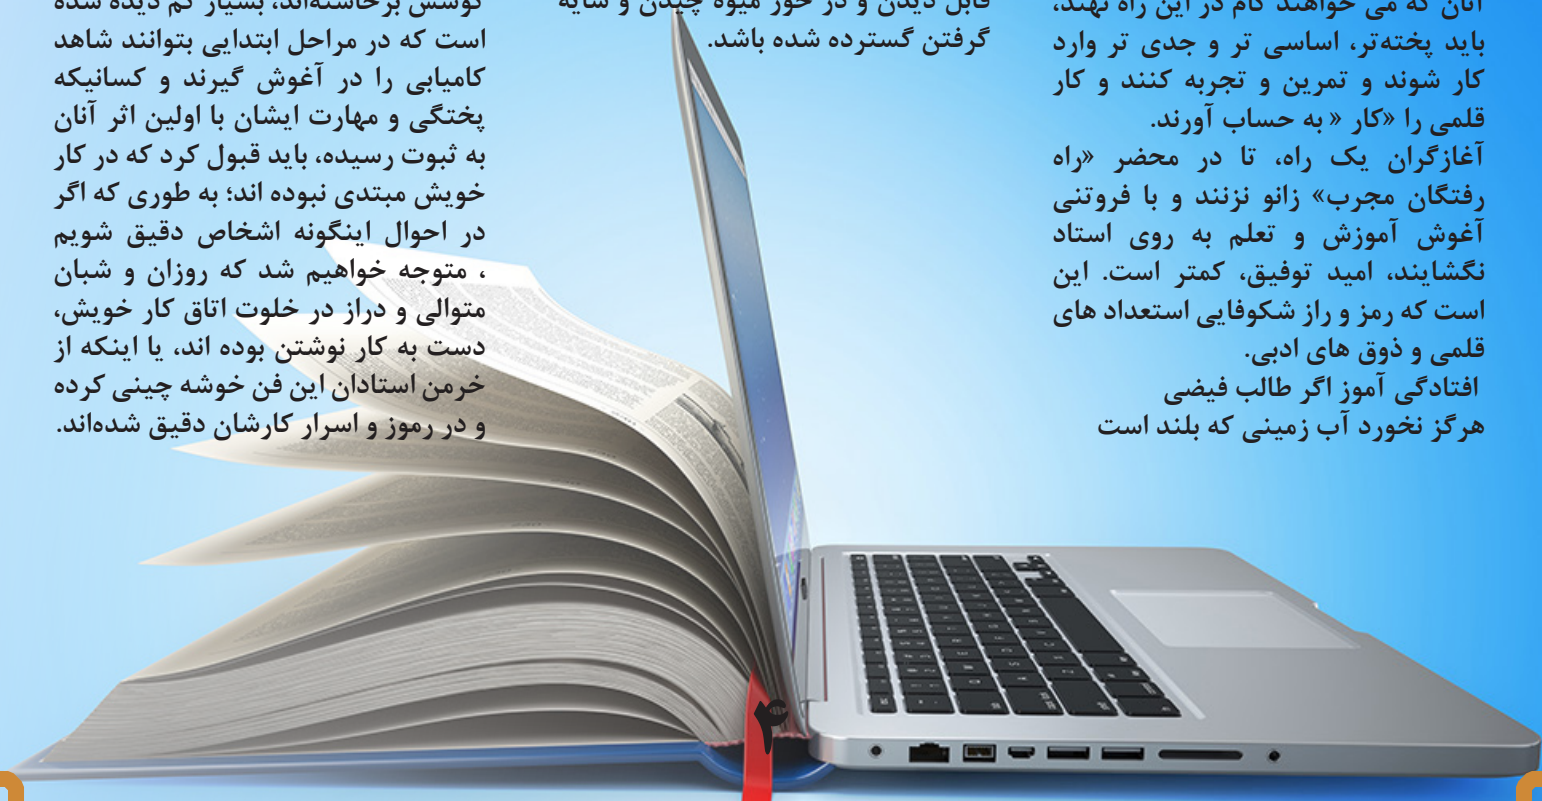 آنان که می خواهند گام در این راه نهند،
باید پخته‌تر، اساسی تر و جدی تر وارد
کار شوند و تمرین و تجربه کنند و کار
قلمی را «کار « به حساب آورند.
آغازگران یک راه، تا در محضر «راه
رفتگان مجرب» زانو نزنند و با فروتنی
آغوش آموزش و تعلم به روی استاد
نگشایند، امید توفیق، کمتر است. این
است که رمز و راز شکوفایی استعداد های
قلمی و ذوق های ادبی.
افتادگی آموز اگر طالب فیضی
هرگز نخورد آب زمینی که بلند است
قابل دیدن و در خور میوه چیدن و سایه
گرفتن گسترده شده باشد.
کوشش برخاسته‌اند، بسیار کم دیده شده
است که در مراحل ابتدایی بتوانند شاهد
کامیابی را در آغوش گیرند و کسانیکه
پختگی و مهارت ایشان با اولین اثر آنان
به ثبوت رسیده، باید قبول کرد که در کار
خویش مبتدی نبوده اند؛ به طوری که اگر
در احوال اینگونه اشخاص دقیق شویم
، متوجه خواهیم شد که روزان و شبان
متوالی و دراز در خلوت اتاق کار خویش،
دست به کار نوشتن بوده اند، یا اینکه از
خرمن استادان این فن خوشه چینی کرده
و در رموز و اسرار کارشان دقیق شده‌اند.
۴